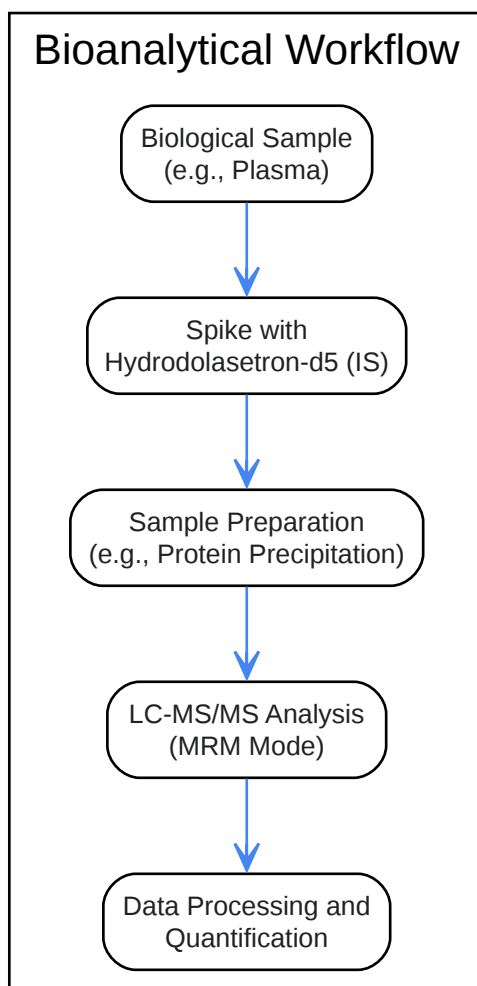 Bioanalytical Workflow
Biological Sample
(e.g., Plasma)
Spike with
Hydrodolasetron-d5 (IS)
Sample Preparation
(e.g., Protein Precipitation)
LC-MS/MS Analysis
(MRM Mode)
Data Processing and
Quantification